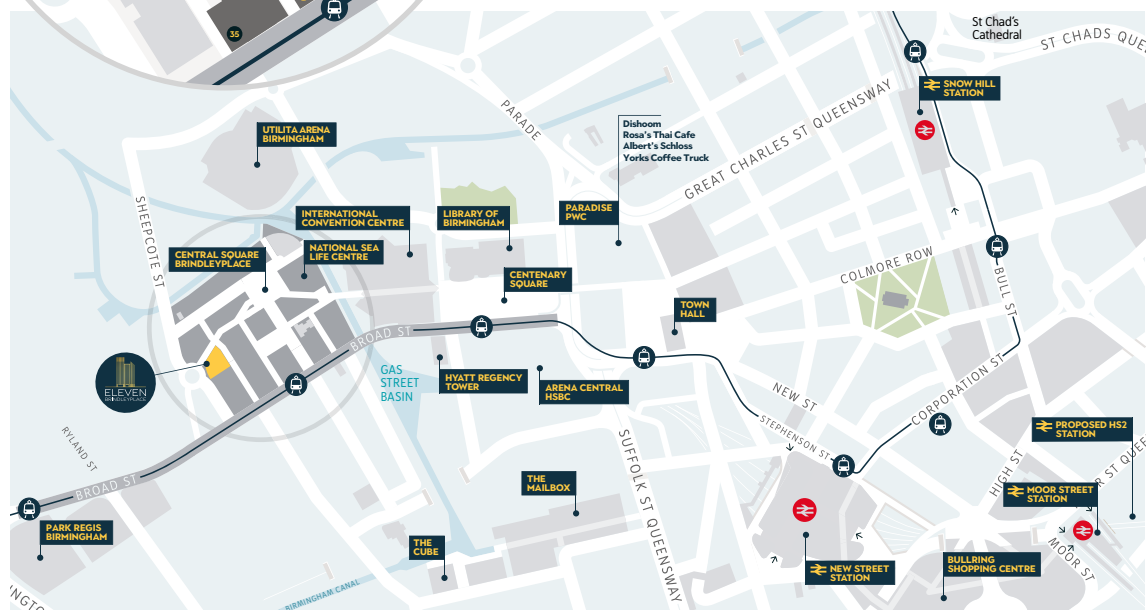 35
St Chad's
Cathedral
ST CHADS QUE
SNOW HILL
STATION
PARADE
Dishoom
Rosa's Thai Cafe
Albert's Schloss
Yorks Coffee Truck
GREAT CHARLES ST QUEENSWAY
UTILITA ARENA
BIRMINGHAM
SHEEPCOTE ST
INTERNATIONAL
CONVENTION CENTRE
LIBRARY OF
BIRMINGHAM
PARADISE
PWC
CENTRAL SQUARE
BRINDLEYPLACE
NATIONAL SEA
LIFE CENTRE
CENTENARY
SQUARE
COLMORE ROW
BULL ST
TOWN
HALL
BROAD ST
GAS
STREET
BASIN
HYATT REGENCY
TOWER
ARENA CENTRAL
HSBC
ELEVEN
BRINDLEYPLACE
NEW ST
STEPHENSON ST
CORPORATION ST
RYLAND ST
BROAD ST
SUFFOLK ST QUEENSWAY
HIGH ST
PROPOSED HS2
STATION
R ST QUE
MOOR STREET
STATION
MOOR ST
THE
MAILBOX
PARK REGIS
BIRMINGHAM
THE
CUBE
NEW STREET
STATION
BULLRING
SHOPPING CENTRE
BIRMINGHAM CANAL
NGTO